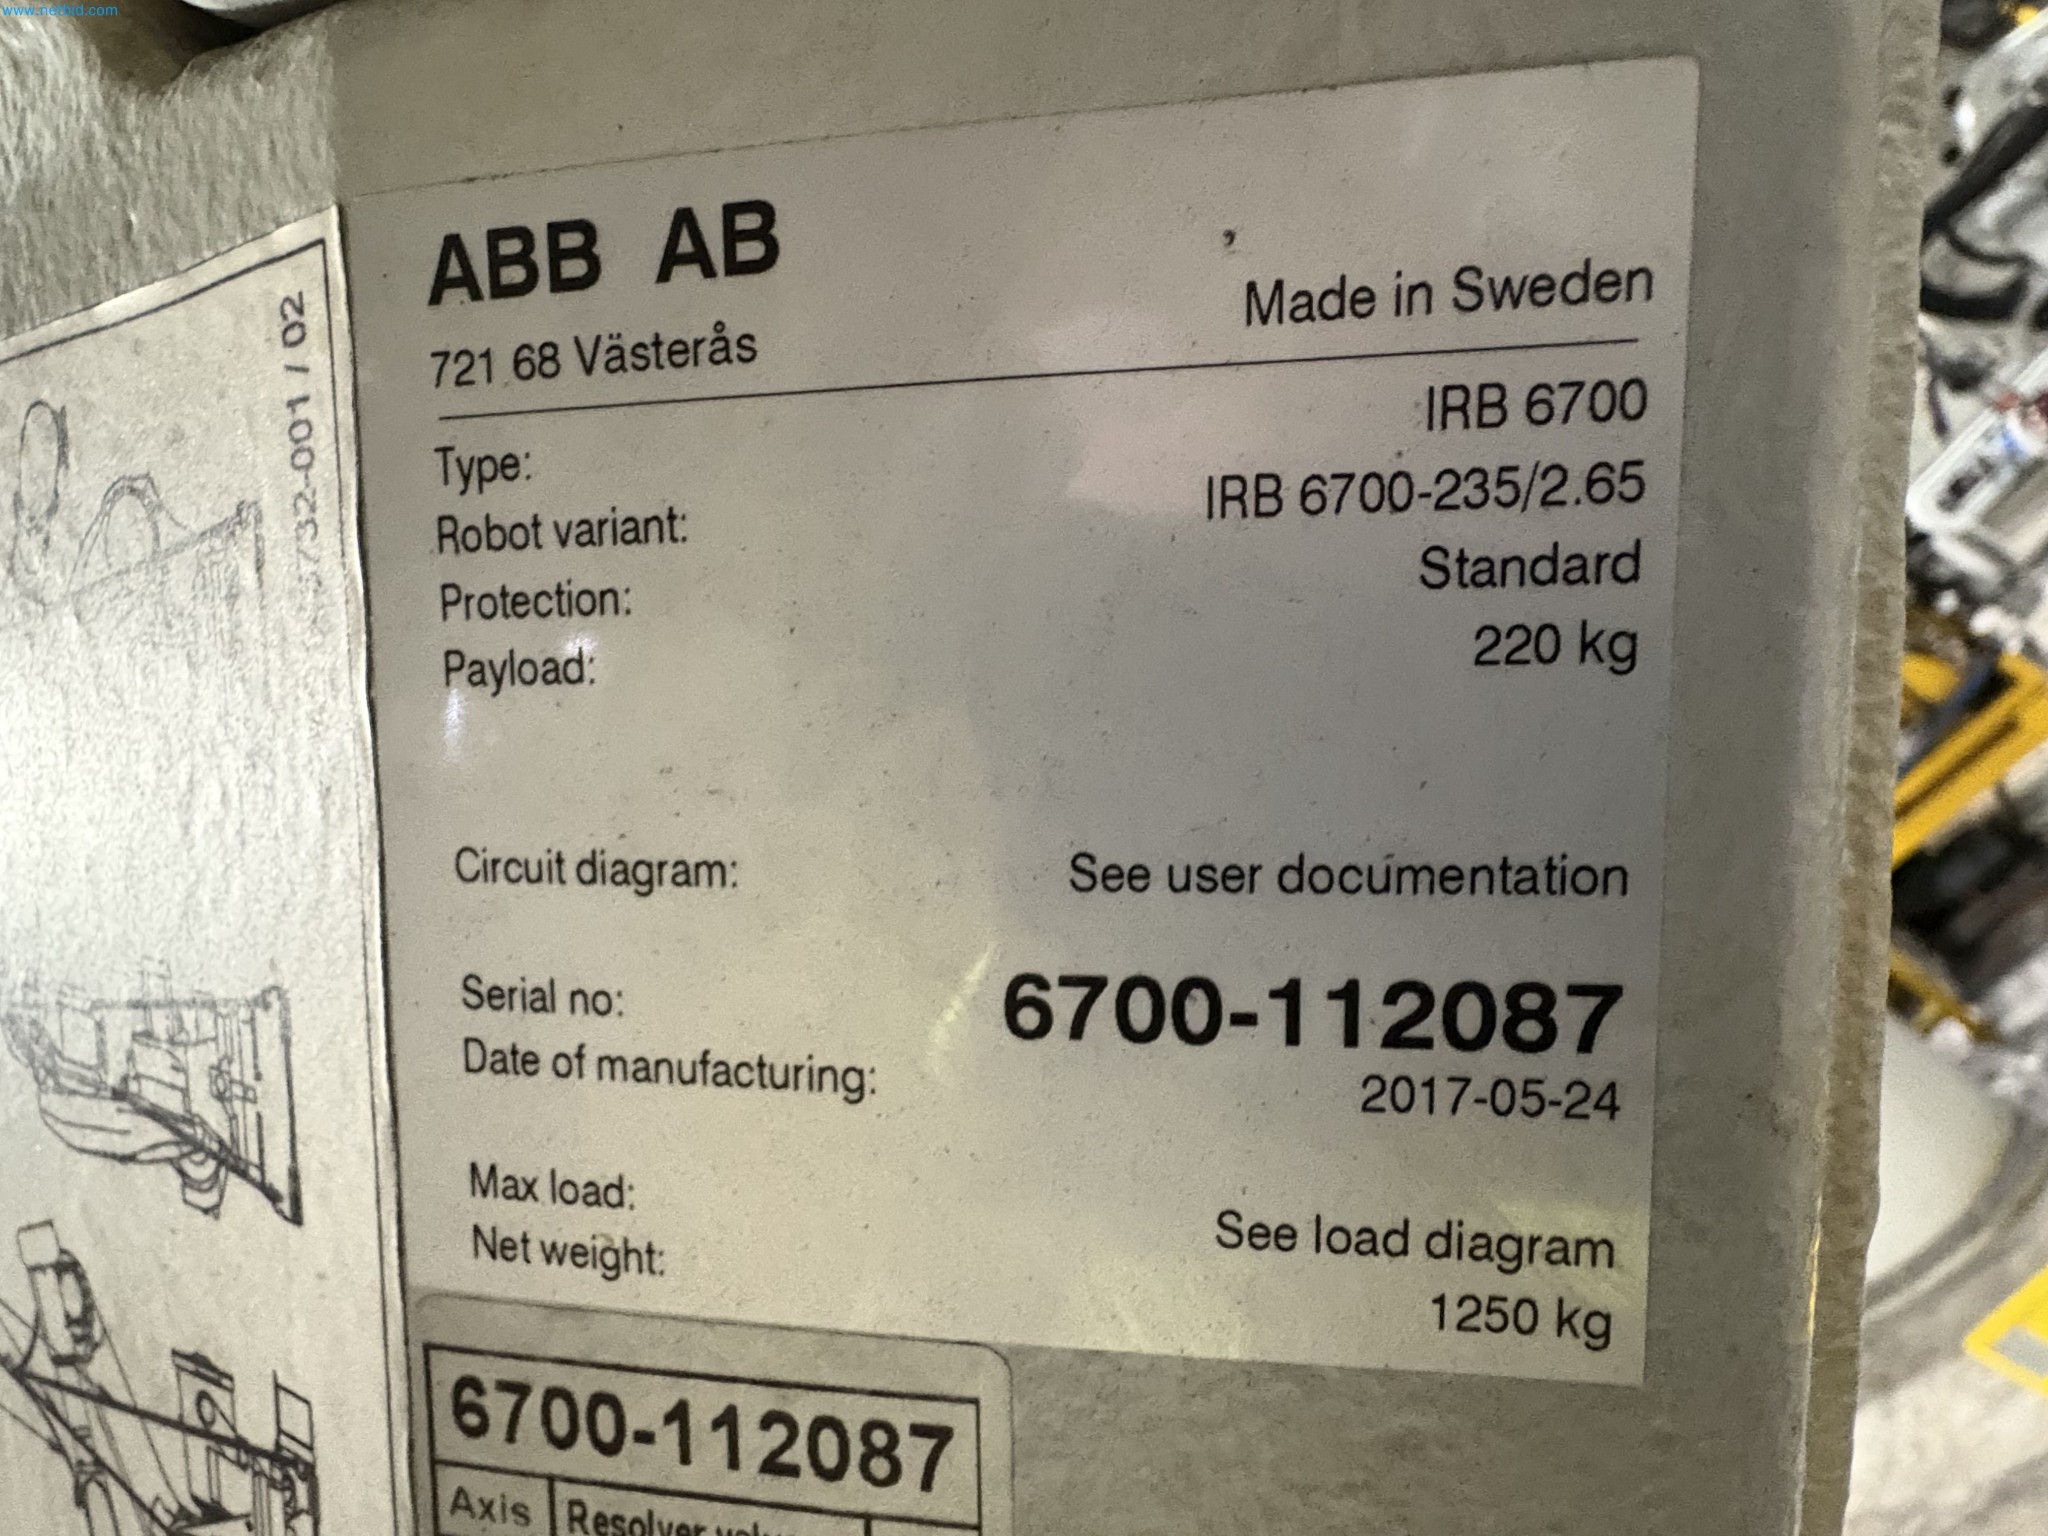 www.netbid.com
ABB AB
721 68 Västerås
Made in Sweden
Type: IRB 6700
Robot variant: IRB 6700-235/2.65
Protection: Standard
Payload: 220 kg
Circuit diagram: See user documentation
Serial no: 6700-112087
Date of manufacturing: 2017-05-24
Max load: See load diagram
Net weight: 1250 kg
6700-112087
Axis
Resolver
732-001 / 02